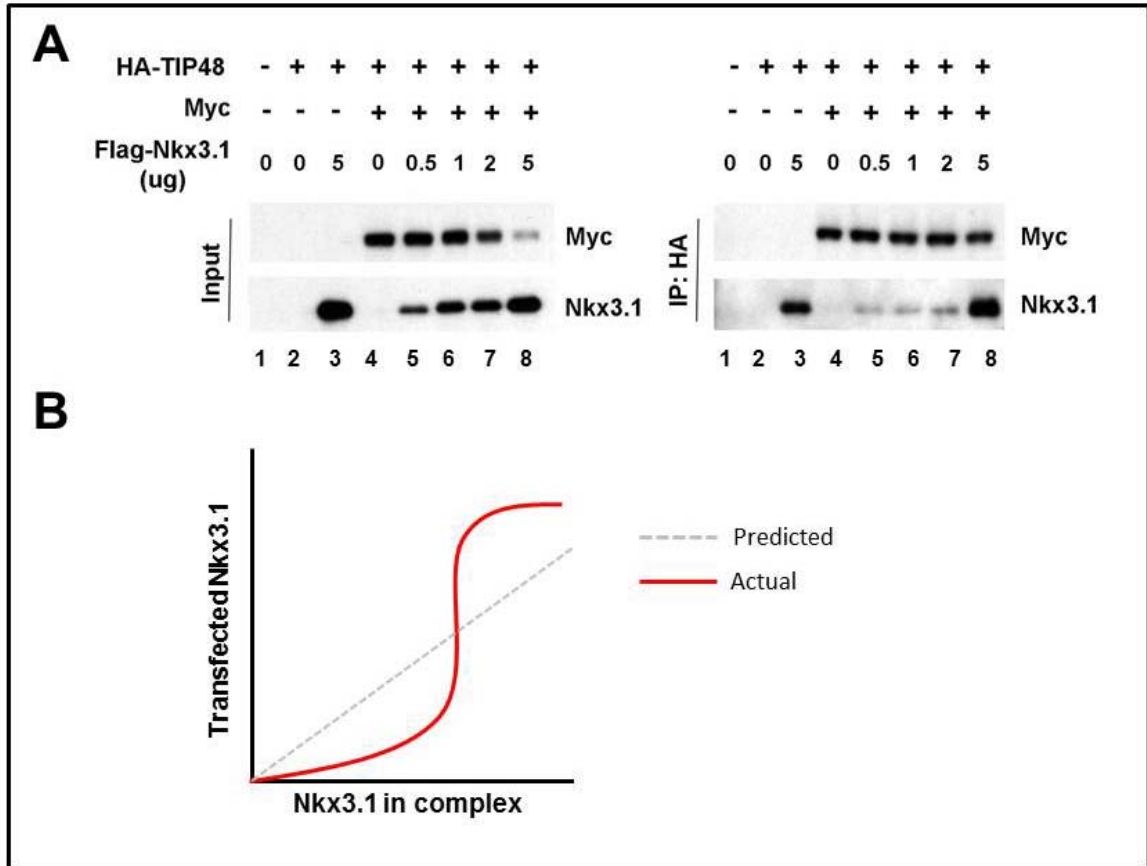 A
HA-TIP48 - + + + + + + + - + + + + + + +
Myc - - - + + + + + - - - + + + + +
Flag-Nkx3.1 0 0 5 0 0.5 1 2 5 0 0 5 0 0.5 1 2 5
(ug)
Input Myc IP: HA Myc
Nkx3.1 Nkx3.1
1 2 3 4 5 6 7 8 1 2 3 4 5 6 7 8
B
Transfected Nkx3.1
Predicted
Actual
Nkx3.1 in complex